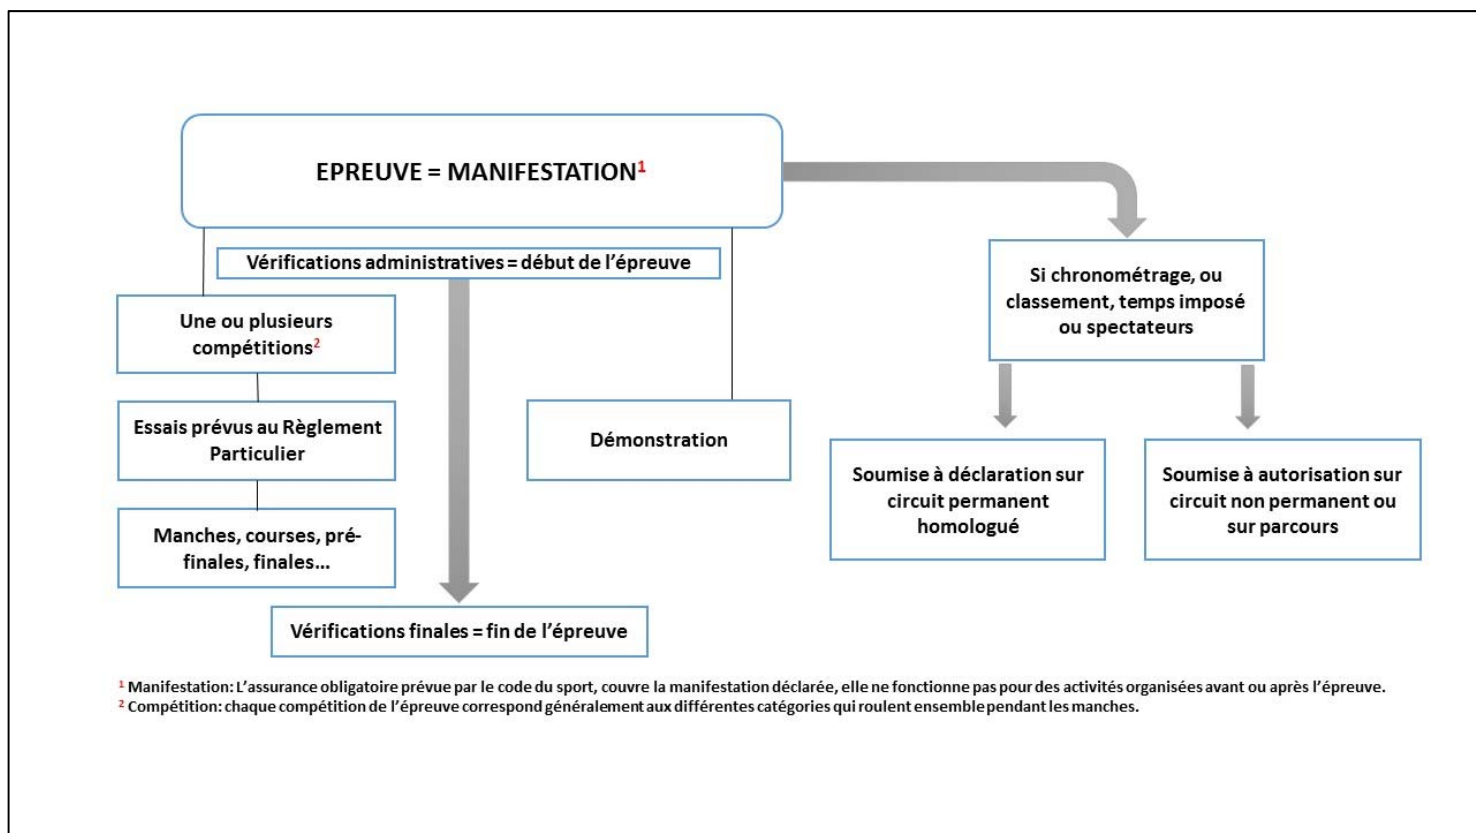 EPREUVE = MANIFESTATION¹
Vérifications administratives = début de l'épreuve
Une ou plusieurs
compétitions²
Essais prévus au Règlement
Particulier
Manches, courses, pré-
finales, finales...
Démonstration
Vérifications finales = fin de l'épreuve
Si chronométrage, ou
classement, temps imposé
ou spectateurs
Soumise à déclaration sur
circuit permanent
homologué
Soumise à autorisation sur
circuit non permanent ou
sur parcours
¹ Manifestation: L'assurance obligatoire prévue par le code du sport, couvre la manifestation déclarée, elle ne fonctionne pas pour des activités organisées avant ou après l'épreuve.
² Compétition: chaque compétition de l'épreuve correspond généralement aux différentes catégories qui roulent ensemble pendant les manches.